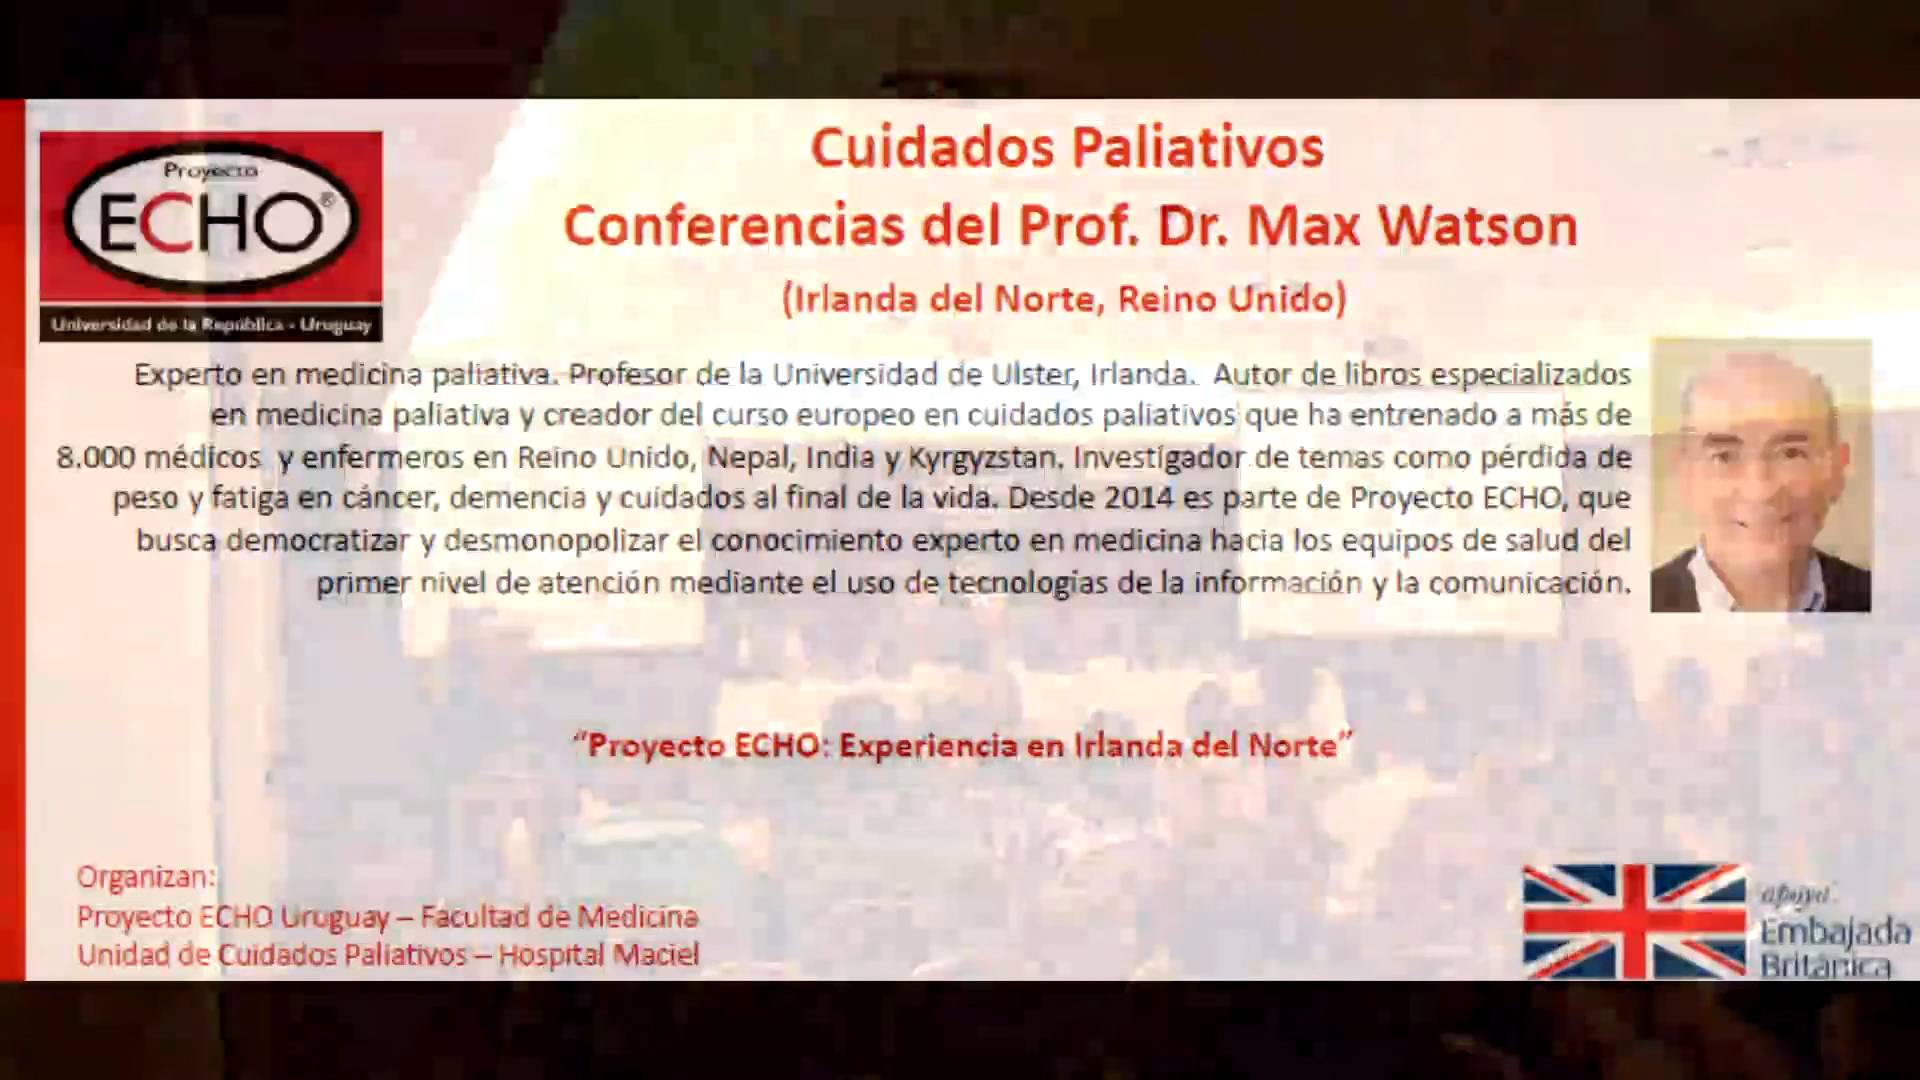 Proyecto
ECHO®
Universidad de la República - Uruguay
Cuidados Paliativos
Conferencias del Prof. Dr. Max Watson
(Irlanda del Norte, Reino Unido)
Experto en medicina paliativa. Profesor de la Universidad de Ulster, Irlanda. Autor de libros especializados
en medicina paliativa y creador del curso europeo en cuidados paliativos que ha entrenado a más de
8.000 médicos y enfermeros en Reino Unido, Nepal, India y Kyrgyzstan. Investigador de temas como pérdida de
peso y fatiga en cáncer, demencia y cuidados al final de la vida. Desde 2014 es parte de Proyecto ECHO, que
busca democratizar y desmonopolizar el conocimiento experto en medicina hacia los equipos de salud del
primer nivel de atención mediante el uso de tecnologías de la información y la comunicación.
“Proyecto ECHO: Experiencia en Irlanda del Norte”
Organizan:
Proyecto ECHO Uruguay – Facultad de Medicina
Unidad de Cuidados Paliativos – Hospital Maciel
apoya:
Embajada
Británica